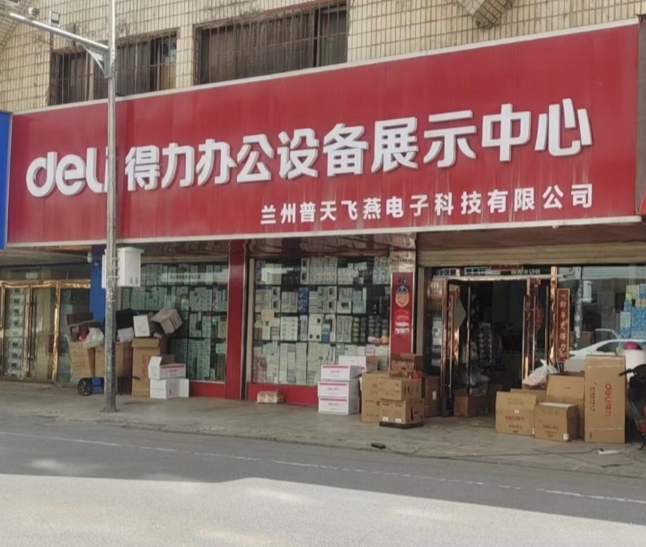 deli 得力办公设备展示中心
兰州普天飞燕电子科技有限公司